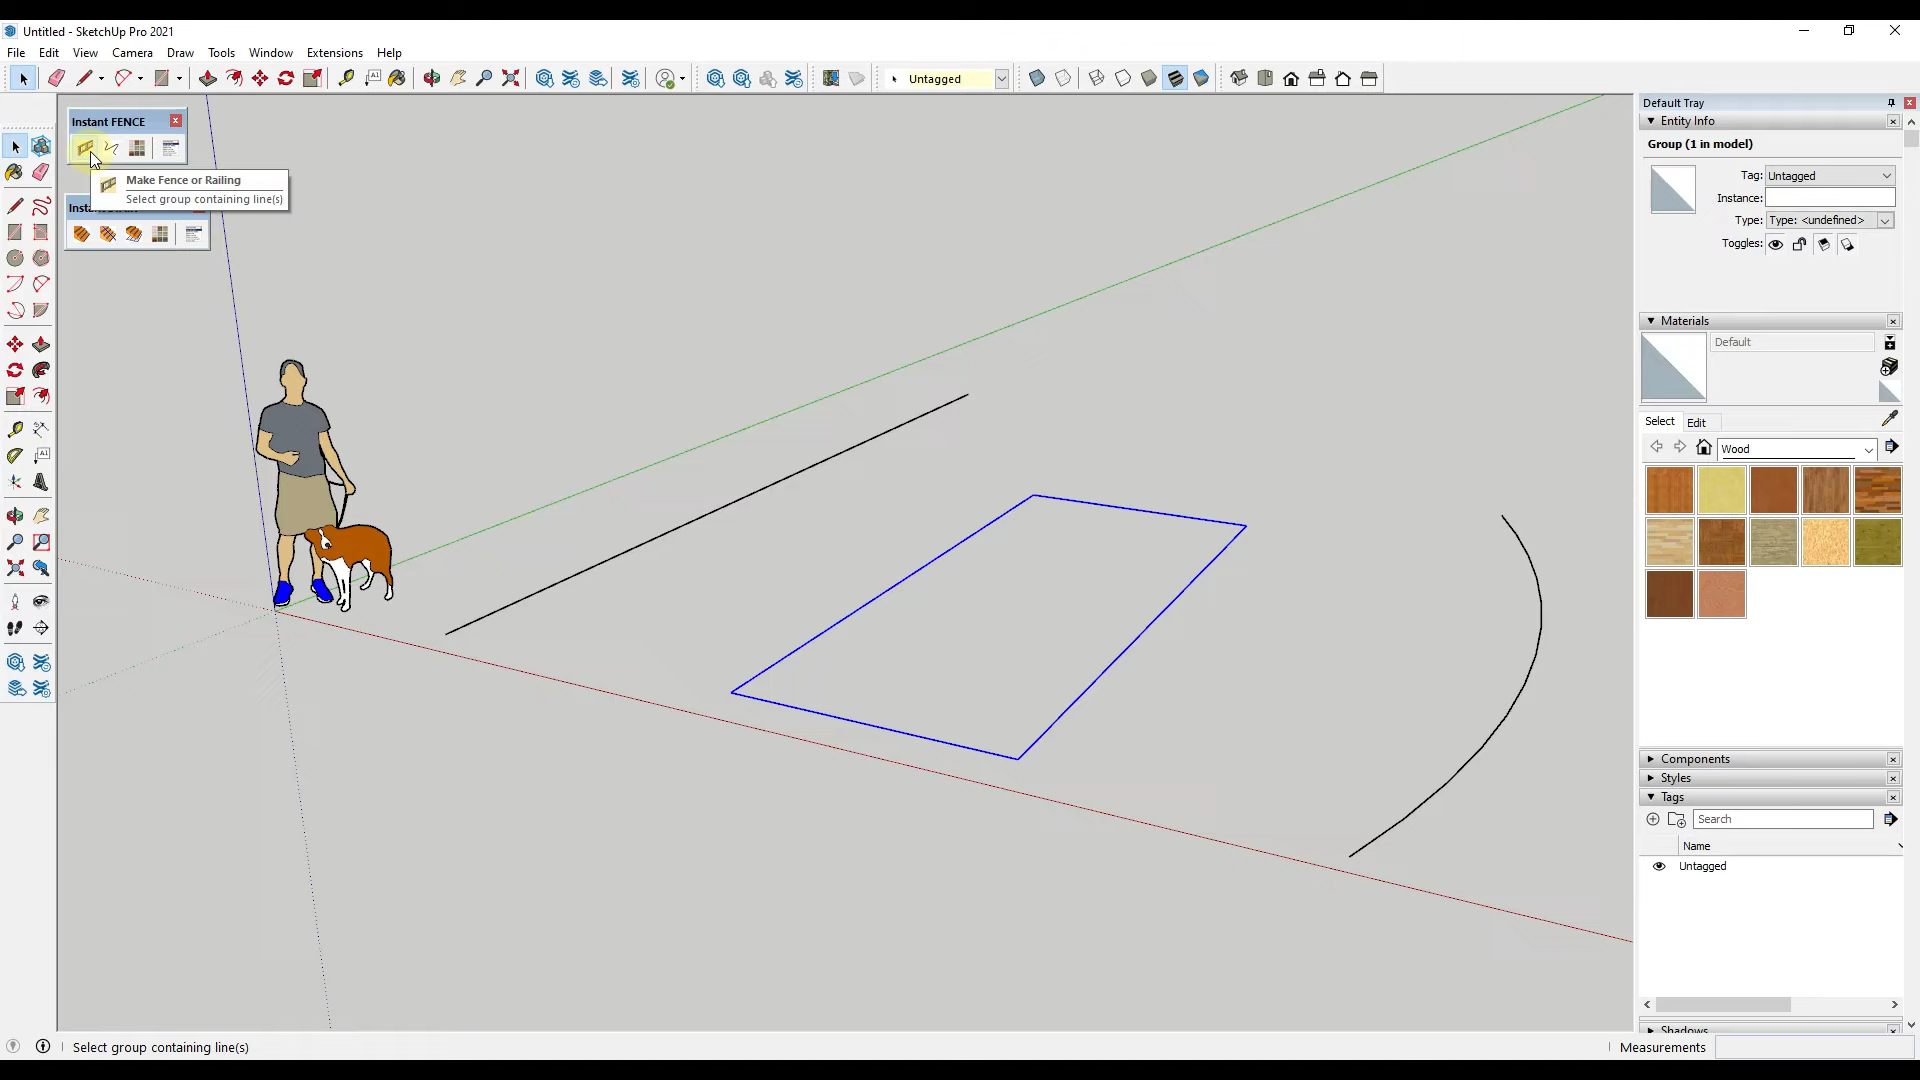 Untitled - SketchUp Pro 2021
File Edit View Camera Draw Tools Window Extensions Help
Untagged
Instant FENCE
Make Fence or Railing
Select group containing line(s)
Default Tray
Entity Info
Group (1 in model)
Tag: Untagged
Instance:
Type: Type: <undefined>
Toggles:
Materials
Default
Select Edit
Wood
Components
Styles
Tags
Search
Name
Untagged
Shadows
Select group containing line(s)
Measurements